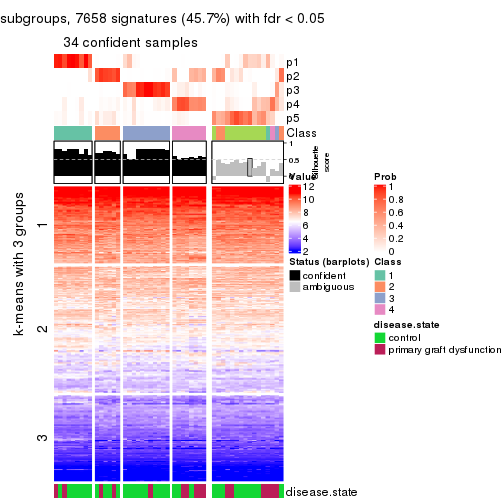 subgroups, 7658 signatures (45.7%) with fdr < 0.05
34 confident samples
p1
p2
p3
p4
p5
Class
1
0.5
0
Silhouette
score
k-means with 3 groups
1
2
3
disease.state
Value
12
10
8
6
4
2
Prob
1
0.8
0.6
0.4
0.2
0
Status (barplots)
confident
ambiguous
Class
1
2
3
4
disease.state
control
primary graft dysfunction